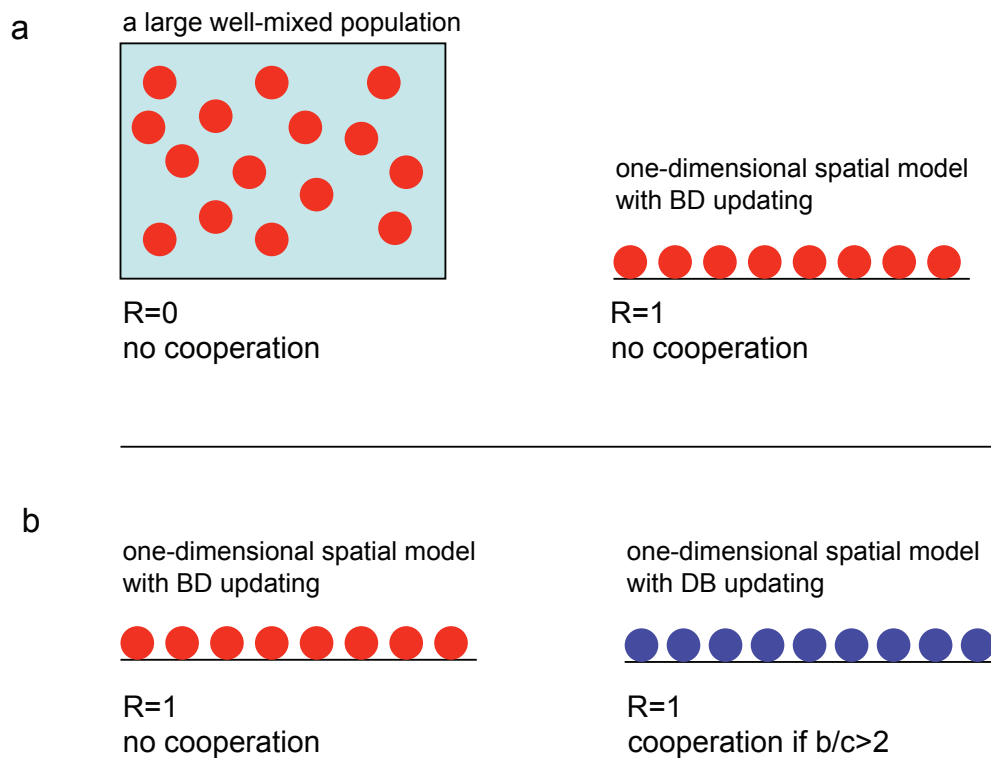 a
a large well-mixed population
R=0
no cooperation
one-dimensional spatial model
with BD updating
R=1
no cooperation
b
one-dimensional spatial model
with BD updating
R=1
no cooperation
one-dimensional spatial model
with DB updating
R=1
cooperation if b/c>2